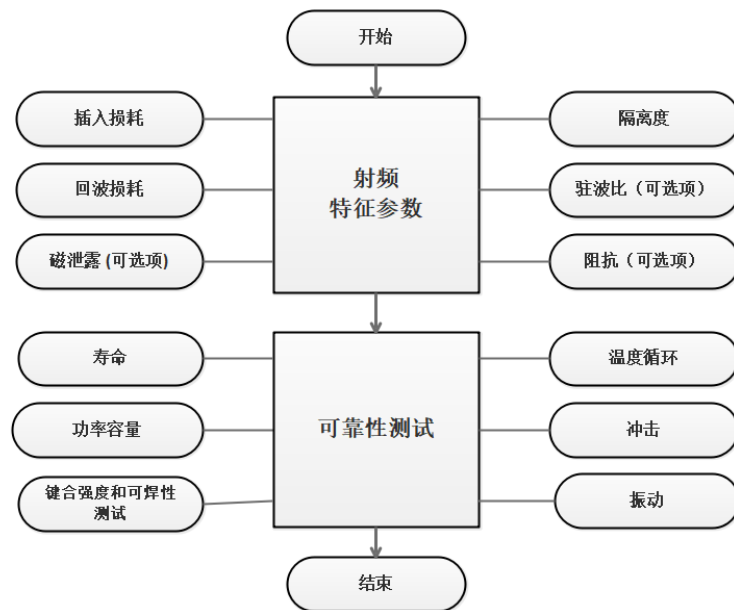 开始
插入损耗
隔离度
射频
特征参数
回波损耗
驻波比（可选项）
磁泄露 (可选项)
阻抗（可选项）
寿命
温度循环
可靠性测试
功率容量
冲击
键合强度和可焊性
测试
振动
结束